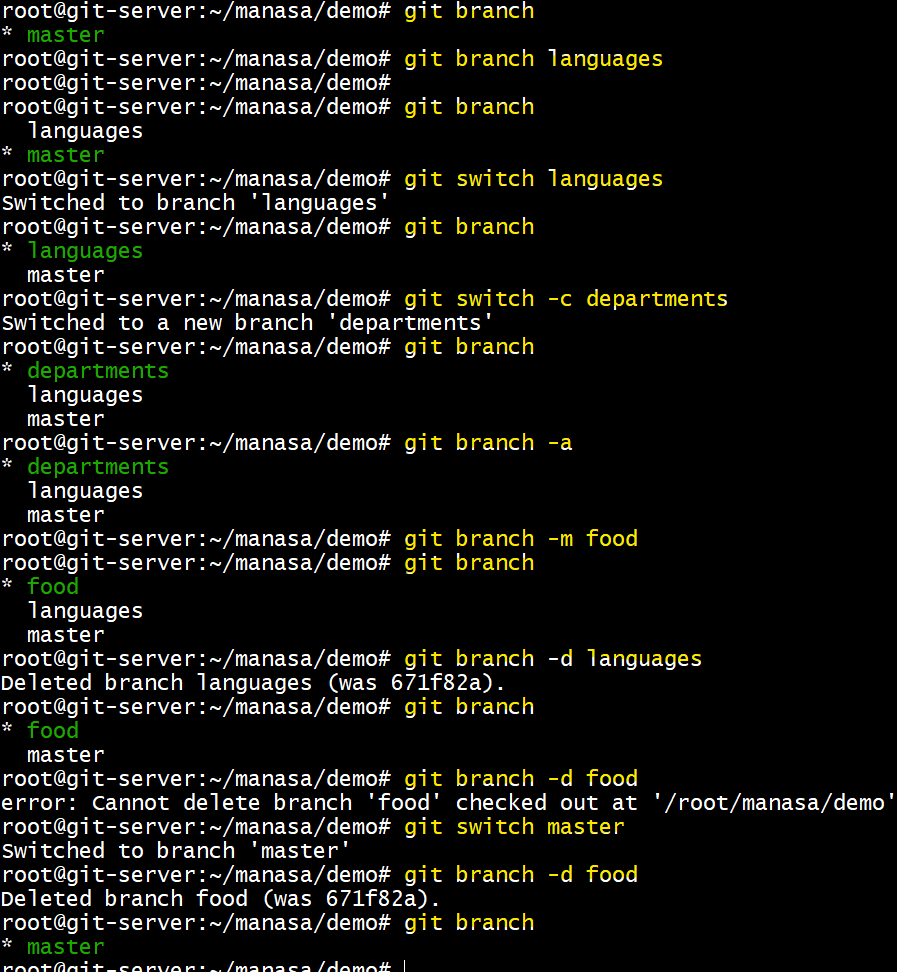 root@git-server:~/manasa/demo# git branch
* master
root@git-server:~/manasa/demo# git branch languages
root@git-server:~/manasa/demo#
root@git-server:~/manasa/demo# git branch
  languages
* master
root@git-server:~/manasa/demo# git switch languages
Switched to branch 'languages'
root@git-server:~/manasa/demo# git branch
* languages
  master
root@git-server:~/manasa/demo# git switch -c departments
Switched to a new branch 'departments'
root@git-server:~/manasa/demo# git branch
* departments
  languages
  master
root@git-server:~/manasa/demo# git branch -a
* departments
  languages
  master
root@git-server:~/manasa/demo# git branch -m food
root@git-server:~/manasa/demo# git branch
* food
  languages
  master
root@git-server:~/manasa/demo# git branch -d languages
Deleted branch languages (was 671f82a).
root@git-server:~/manasa/demo# git branch
* food
  master
root@git-server:~/manasa/demo# git branch -d food
error: Cannot delete branch 'food' checked out at '/root/manasa/demo'
root@git-server:~/manasa/demo# git switch master
Switched to branch 'master'
root@git-server:~/manasa/demo# git branch -d food
Deleted branch food (was 671f82a).
root@git-server:~/manasa/demo# git branch
* master
root@git-server:~/manasa/demo#